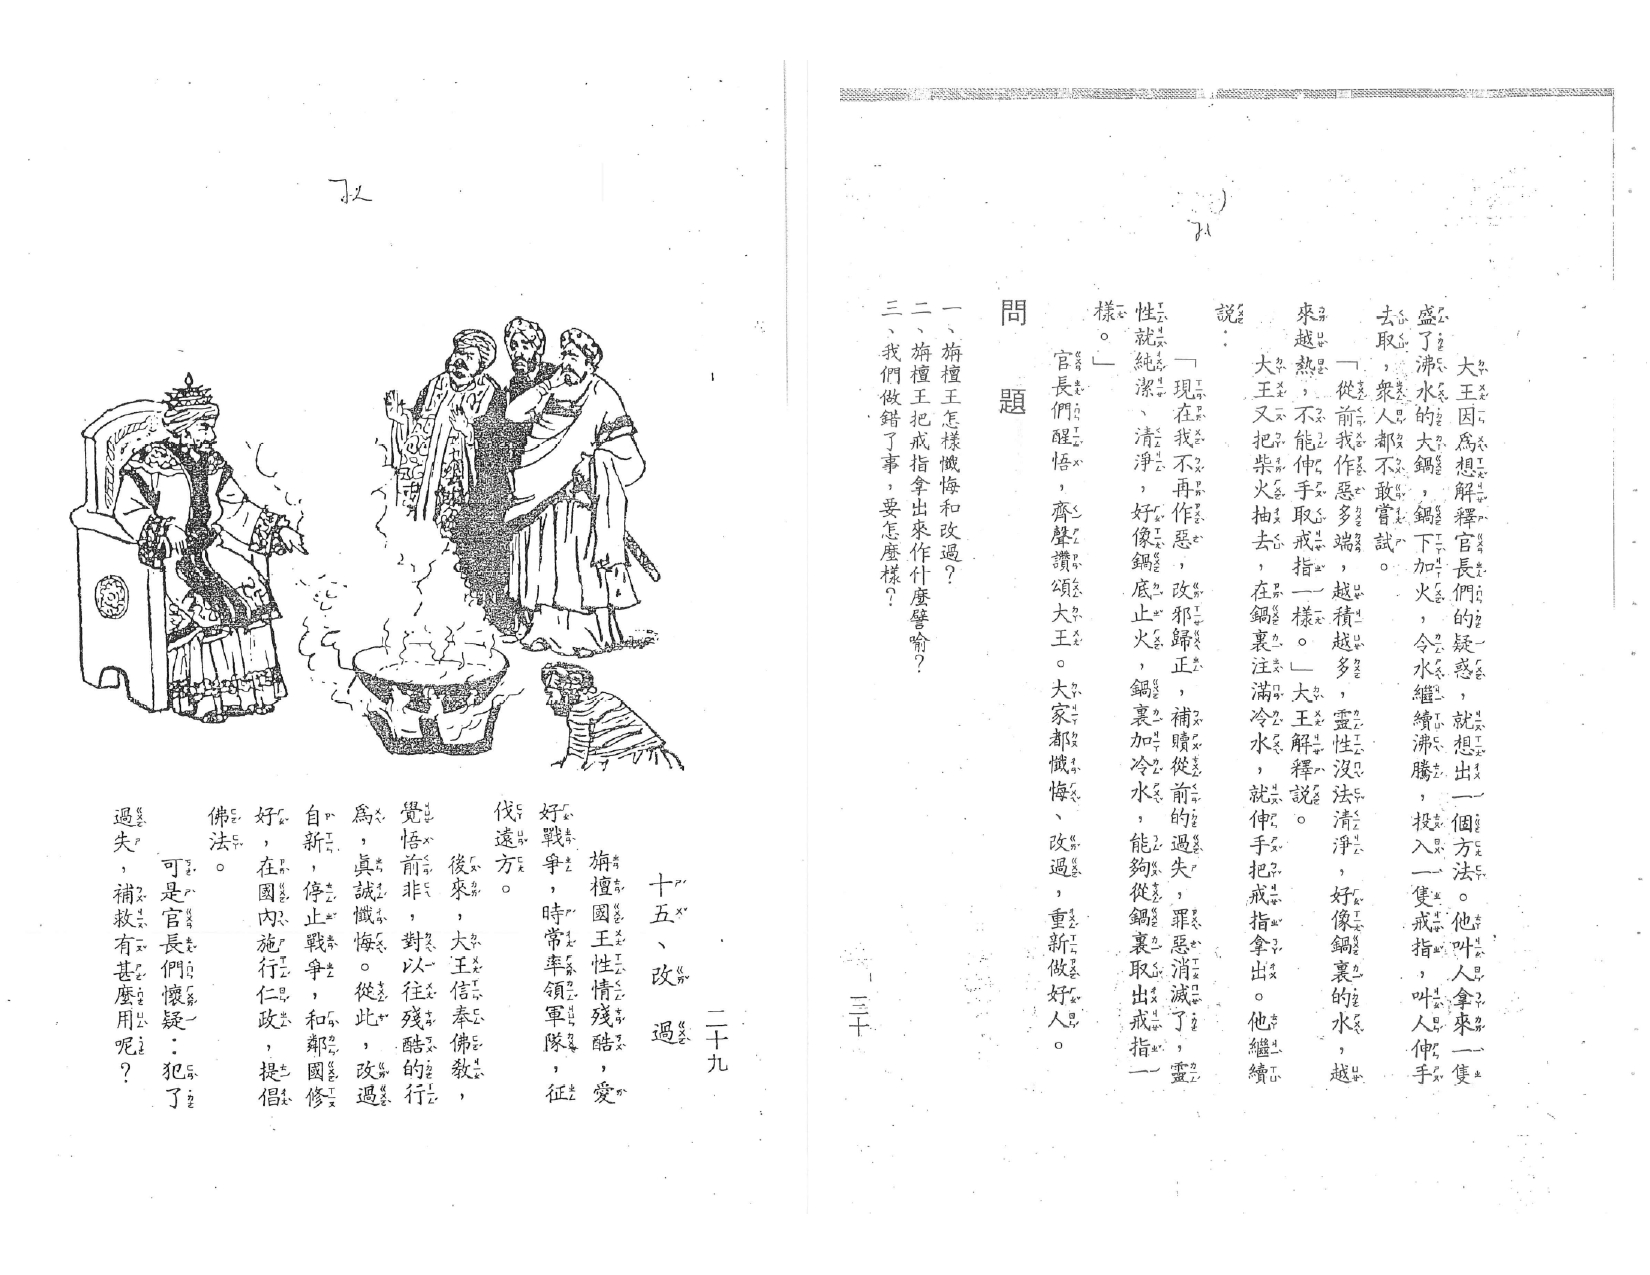 二十九
十五、改過
旃檀國王性情殘酷，愛
好戰爭，時常率領軍隊，征
伐遠方。
後來，大王信奉佛教，
覺悟前非，對以往殘酷的行
爲，眞誠懺悔。從此，改過
自新，停止戰爭，和鄰國修
好，在國內施行仁政，提倡
佛法。
可是官長們懷疑：犯了
過失，補救有甚麼用呢？
大王因爲想解釋官長們的疑惑，就想出一個方法。他叫人拿來一隻
盛了沸水的大鍋，鍋下加火，令水繼續沸騰，投入一隻戒指，叫人伸手
去取，衆人都不敢嘗試。
「從前我作惡多端，越積越多，靈性沒法清淨，好像鍋裏的水，越
來越熱，不能伸手取戒指一樣。」大王解釋說。
大王又把柴火抽去，在鍋裏注滿冷水，就伸手把戒指拿出。他繼續
說：
「現在我不再作惡，改邪歸正，補贖從前的過失，罪惡消滅了，靈
性就純潔、清淨，好像鍋底止火，鍋裏加冷水，能夠從鍋裏取出戒指一
樣。」
官長們醒悟，齊聲讚頌大王。大家都懺悔、改過，重新做好人。
問題
一、旃檀王怎樣懺悔和改過？
二、旃檀王把戒指拿出來作什麼譬喻？
三、我們做錯了事，要怎麼樣？
三十